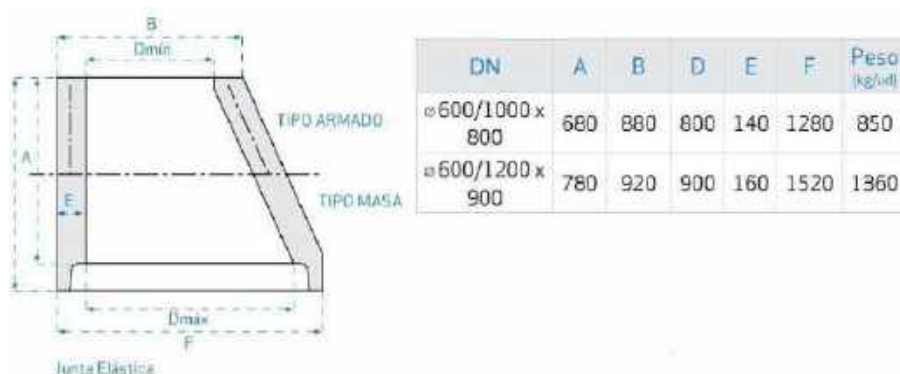 B
Dmín
TIPO ARMADO
A
E
TIPO MASA
Dmáx
F
Junta Elástica
DN A B D E F Peso (kg/ud)
ø600/1000 x 800 680 880 800 140 1280 850
ø600/1200 x 900 780 920 900 160 1520 1360